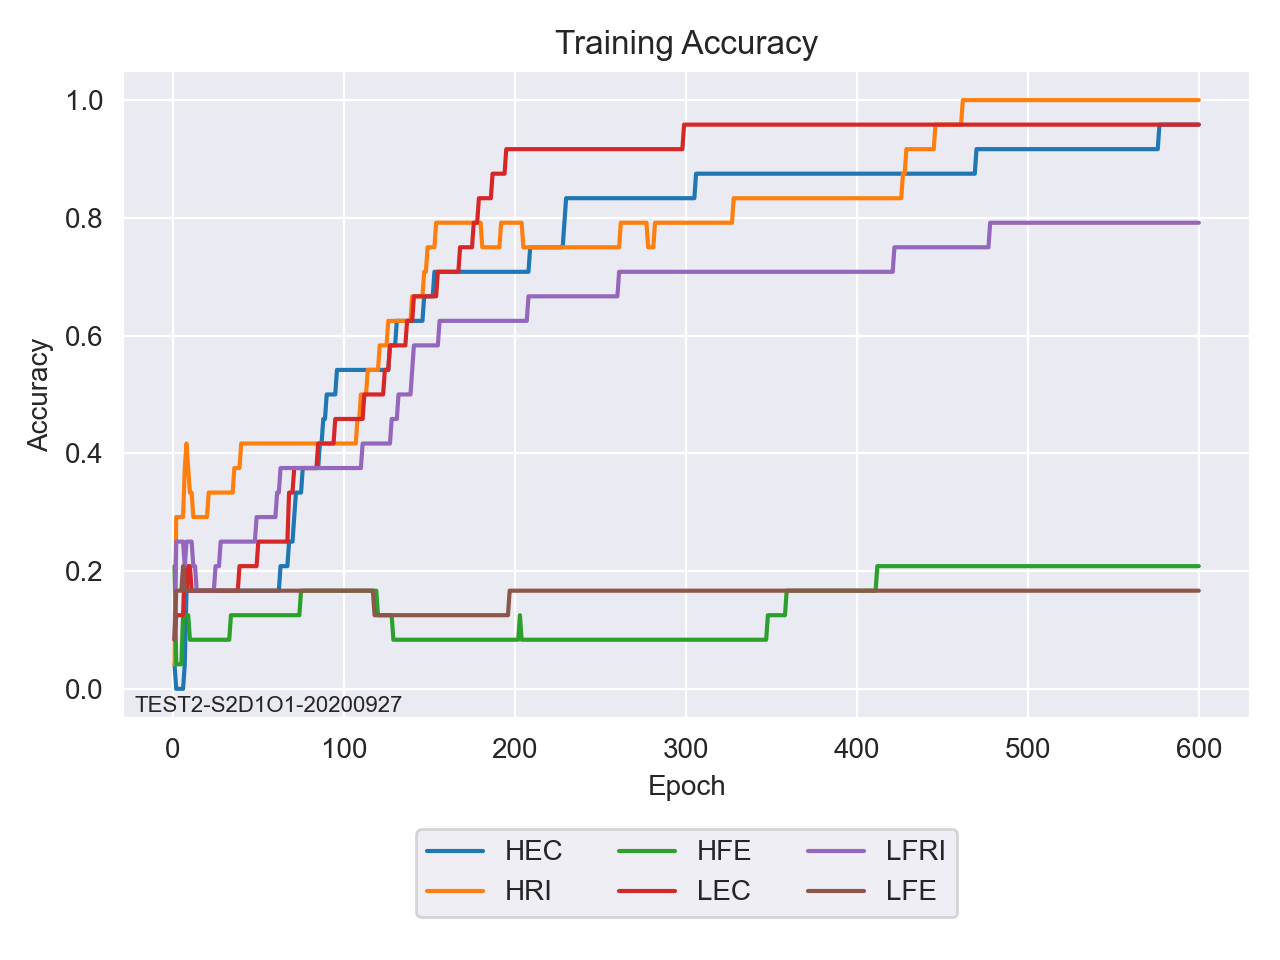 Training Accuracy
1.0
0.8
0.6
0.4
0.2
0.0
Accuracy
TEST2-S2D1O1-20200927
0 100 200 300 400 500 600
Epoch
HEC HFE LFRI
HRI LEC LFE